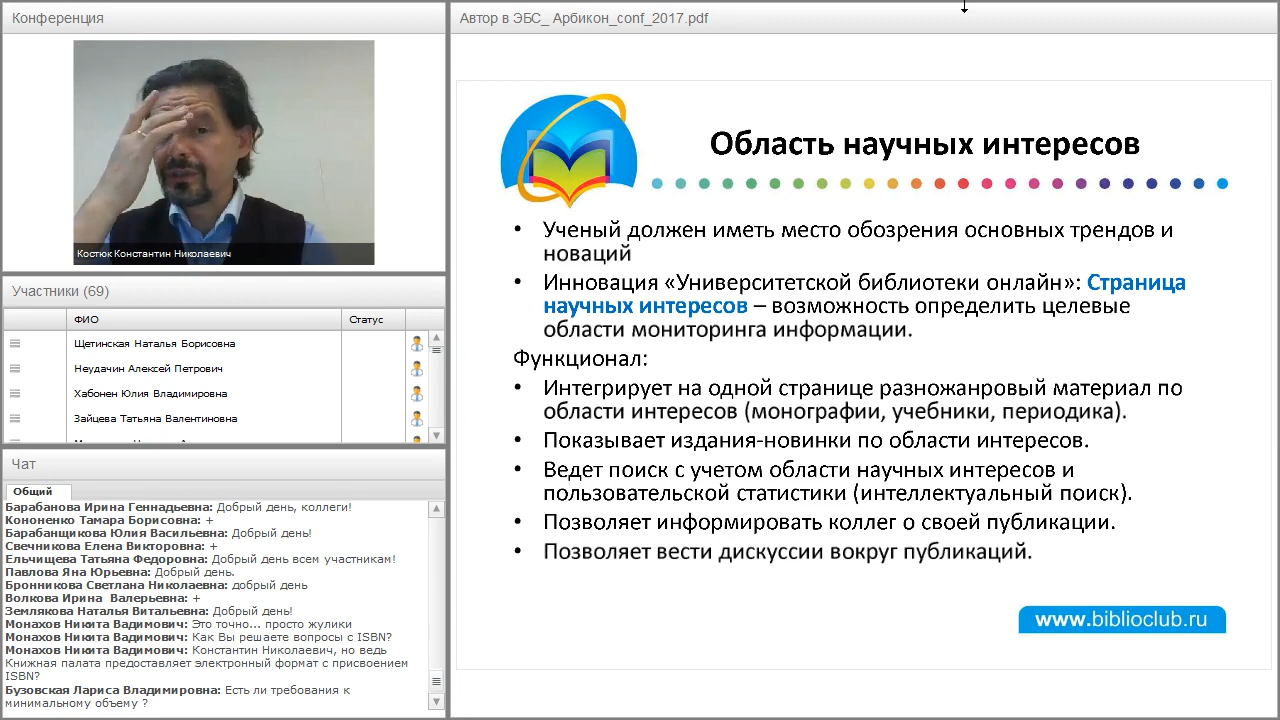 Конференция
Костюк Константин Николаевич
Участники (69)
ФИО
Статус
Щетинская Наталья Борисовна
Неудачин Алексей Петрович
Хабонен Юлия Владимировна
Зайцева Татьяна Валентиновна
Чат
Общий
Барабанова Ирина Геннадьевна: Добрый день, коллеги!
Кононенко Тамара Борисовна: +
Барабанщикова Юлия Васильевна: Добрый день!
Свечникова Елена Викторовна: +
Ельчищева Татьяна Федоровна: Добрый день всем участникам!
Павлова Яна Юрьевна: Добрый день.
Бронникова Светлана Николаевна: добрый день
Волкова Ирина Валерьевна: +
Землякова Наталья Витальевна: Добрый день!
Монахов Никита Вадимович: Это точно... просто жулики
Монахов Никита Вадимович: Как Вы решаете вопросы с ISBN?
Монахов Никита Вадимович: Константин Николаевич, но ведь
Книжная палата предоставляет электронный формат с присвоением
ISBN?
Бузовская Лариса Владимировна: Есть ли требования к
минимальному объему ?
Автор в ЭБС_ Арбикон_conf_2017.pdf
Область научных интересов
• Ученый должен иметь место обозрения основных трендов и
новаций
• Инновация «Университетской библиотеки онлайн»: Страница
научных интересов – возможность определить целевые
области мониторинга информации.
Функционал:
• Интегрирует на одной странице разножанровый материал по
области интересов (монографии, учебники, периодика).
• Показывает издания-новинки по области интересов.
• Ведет поиск с учетом области научных интересов и
пользовательской статистики (интеллектуальный поиск).
• Позволяет информировать коллег о своей публикации.
• Позволяет вести дискуссии вокруг публикаций.
www.biblioclub.ru